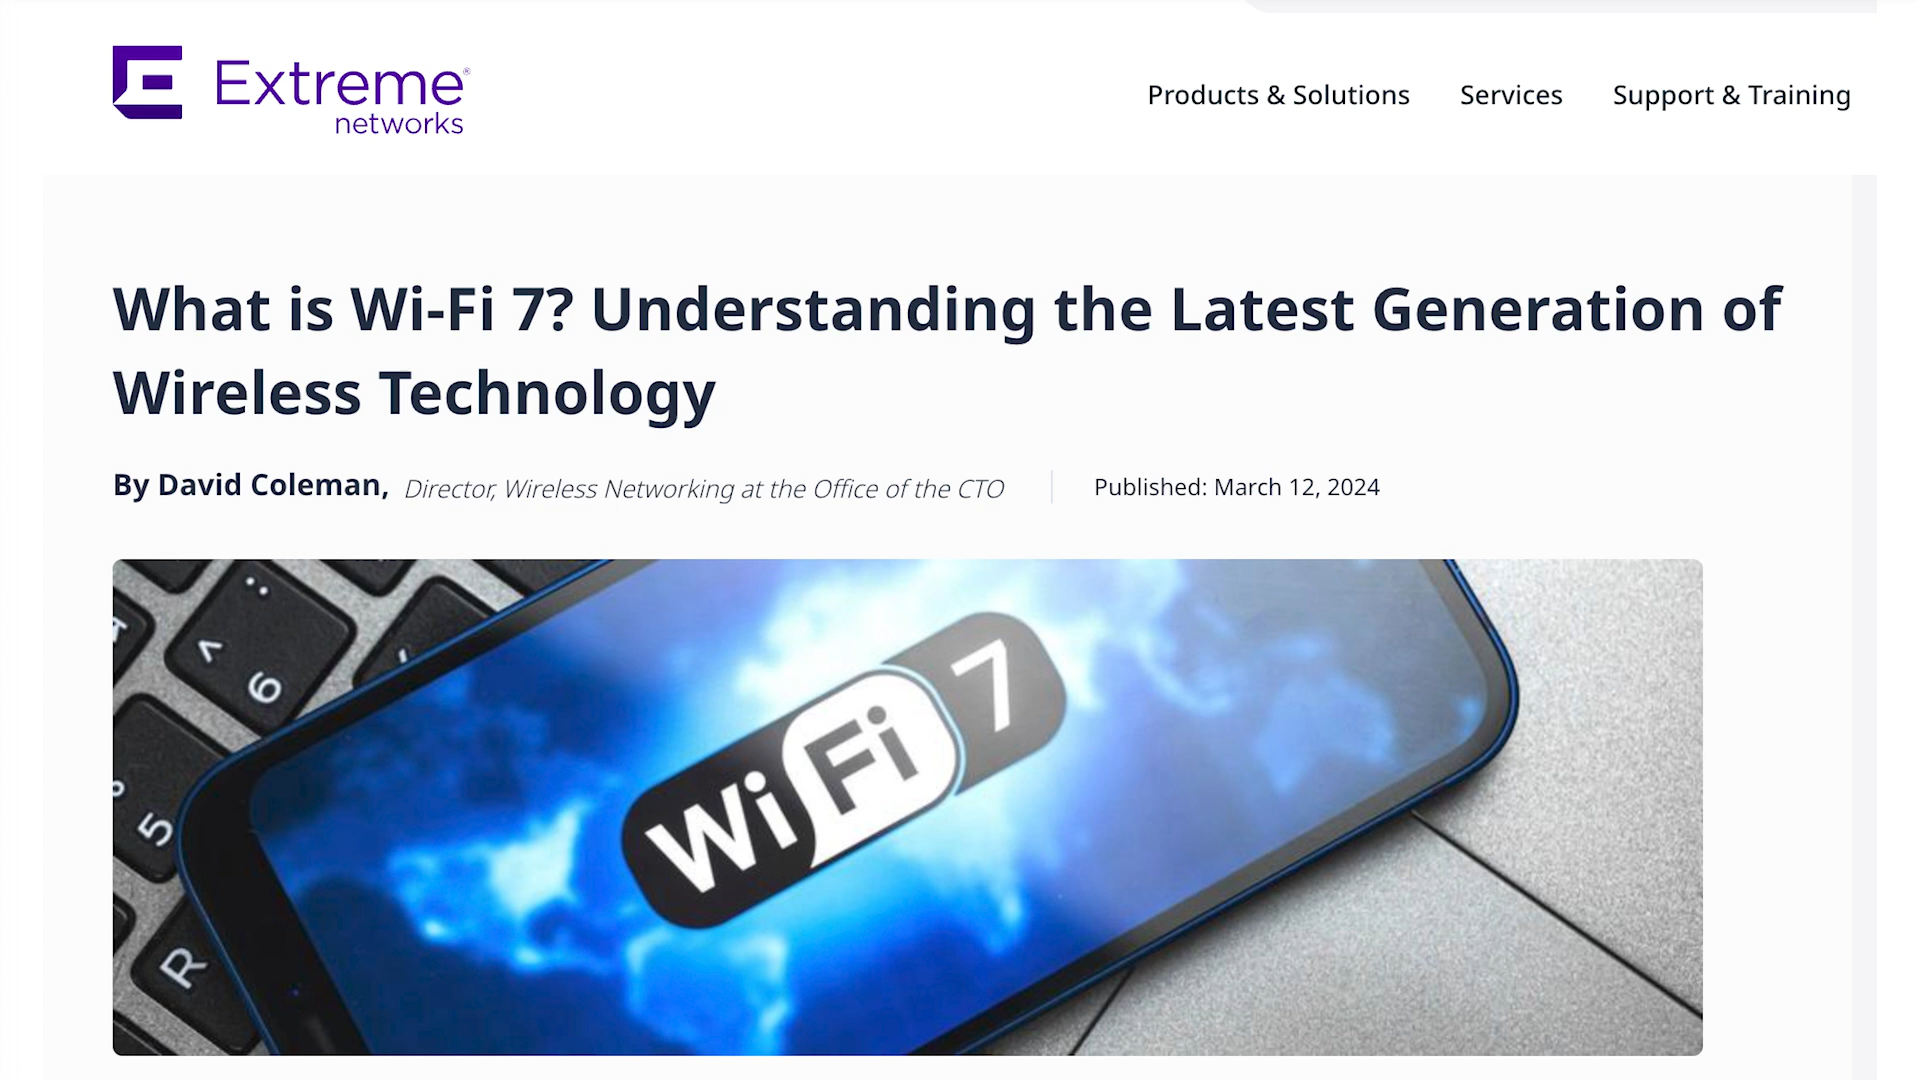 Extreme®
networks
Products & Solutions Services Support & Training
What is Wi-Fi 7? Understanding the Latest Generation of
Wireless Technology
By David Coleman, Director, Wireless Networking at the Office of the CTO
Published: March 12, 2024
^
6
5
R
Wi Fi 7